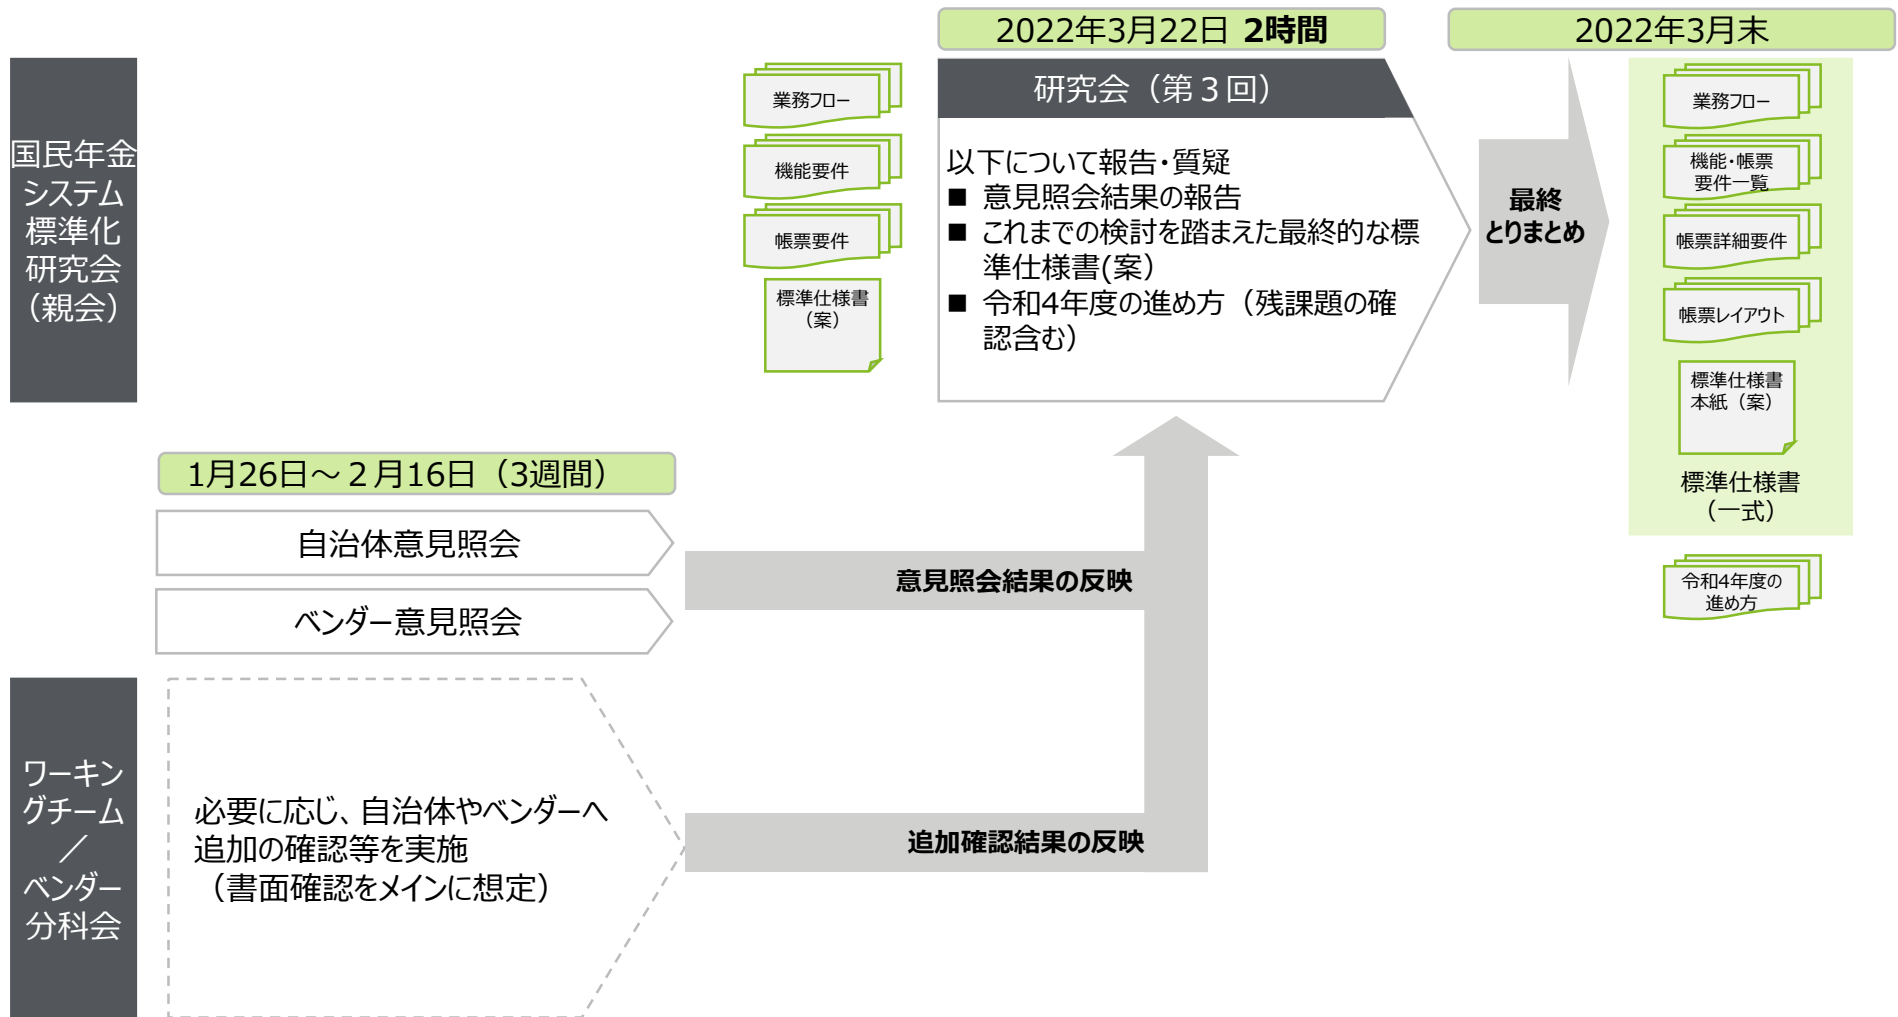 2022年3月22日 2時間
2022年3月末
国民年金
システム
標準化
研究会
（親会）
業務フロー
機能要件
帳票要件
標準仕様書
（案）
研究会（第３回）
以下について報告・質疑
■ 意見照会結果の報告
■ これまでの検討を踏まえた最終的な標
準仕様書(案）
■ 令和4年度の進め方（残課題の確
認含む）
最終
とりまとめ
業務フロー
機能・帳票
要件一覧
帳票詳細要件
帳票レイアウト
標準仕様書
本紙（案）
標準仕様書
（一式）
令和4年度の
進め方
1月26日～２月16日（3週間）
自治体意見照会
ベンダー意見照会
意見照会結果の反映
ワーキン
グチーム
／
ベンダー
分科会
必要に応じ、自治体やベンダーへ
追加の確認等を実施
（書面確認をメインに想定）
追加確認結果の反映